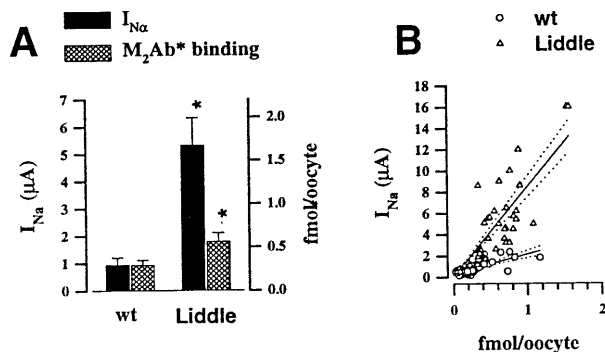 A
I_Nα
M₂Ab* binding
I_Na (μA)
7
6
5
4
3
2
1
0
*
*
2.0
1.5
1.0
0.5
0.0
fmol/oocyte
wt
Liddle
B
wt
Liddle
I_Na (μA)
18
16
14
12
10
8
6
4
2
0
0
1
2
fmol/oocyte